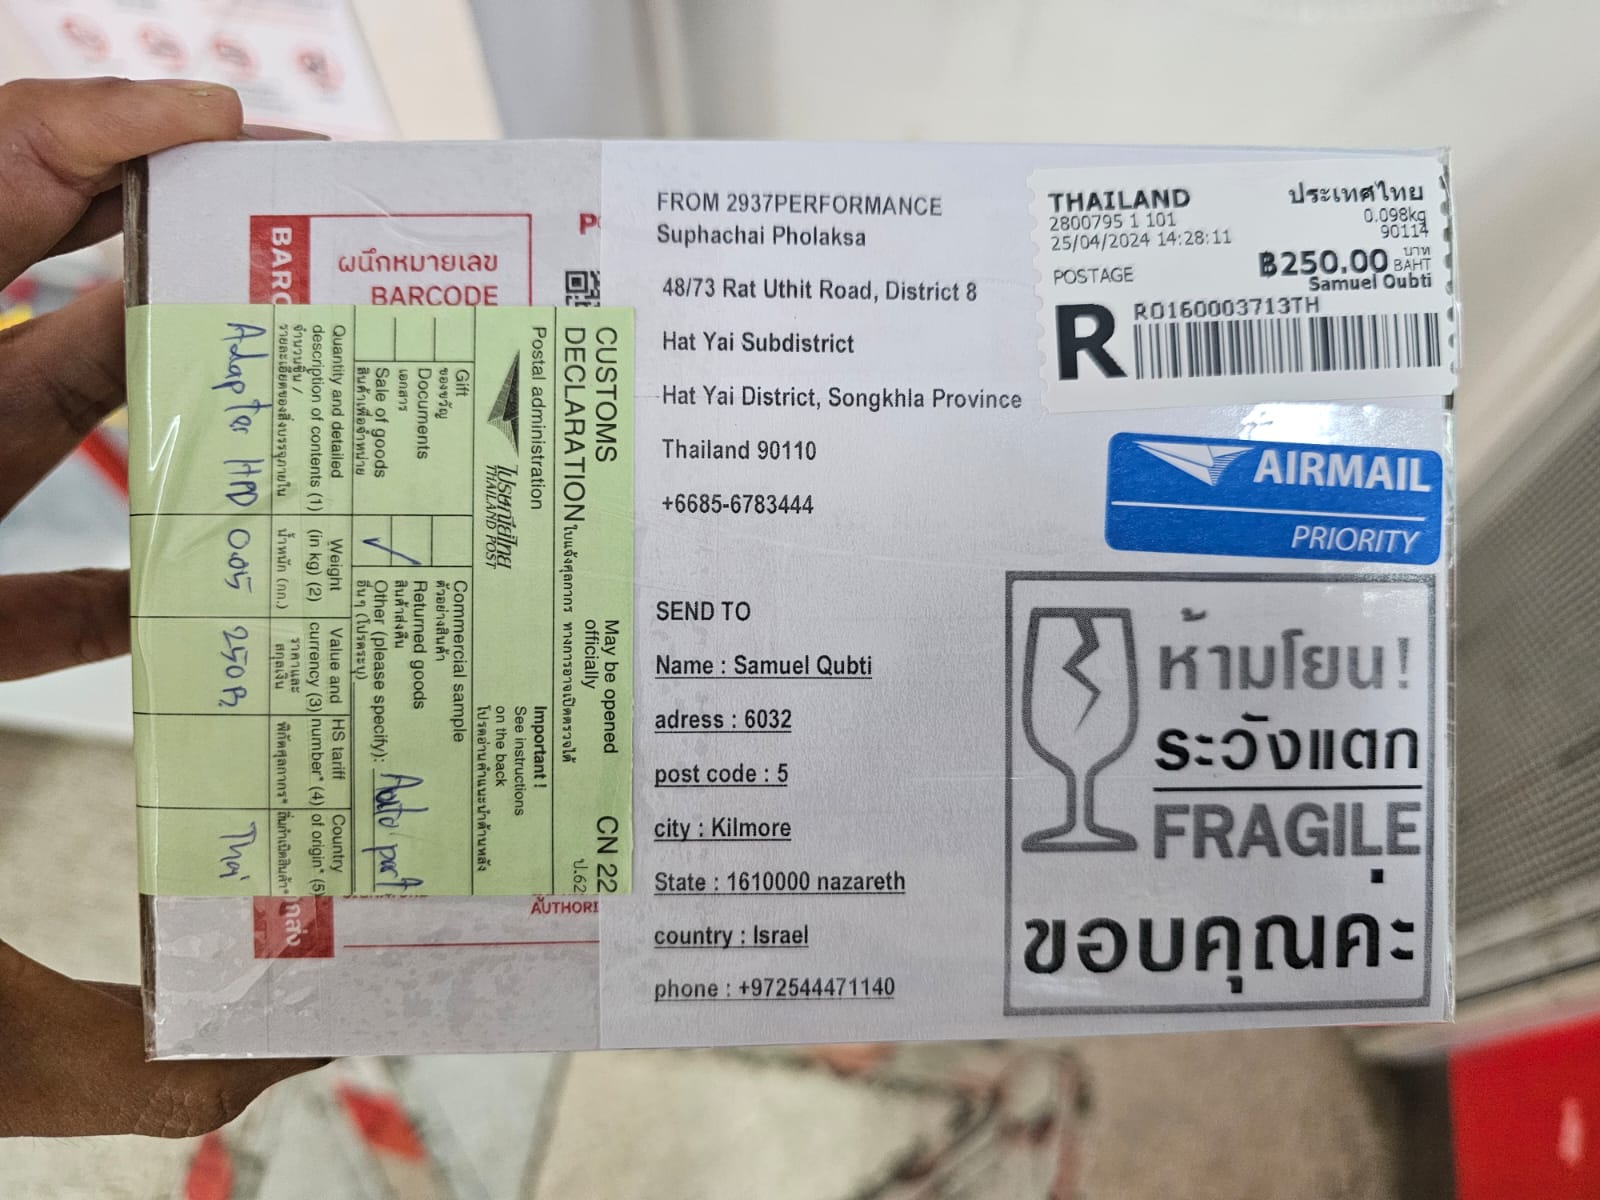 FROM 2937PERFORMANCE
Suphachai Pholaksa
48/73 Rat Uthit Road, District 8
Hat Yai Subdistrict
Hat Yai District, Songkhla Province
Thailand 90110
+6685-6783444
SEND TO
Name : Samuel Qubti
adress : 6032
post code : 5
city : Kilmore
State : 1610000 nazareth
country : Israel
phone : +972544471140
THAILAND ประเทศไทย
2800795 1 101 0.098kg
25/04/2024 14:28:11 90114
POSTAGE ฿250.00 บาท BAHT
Samuel Qubti
R RO160003713TH
AIRMAIL
PRIORITY
ห้ามโยน!
ระวังแตก
FRAGILE
ขอบคุณค่ะ
BARC
ผนึกหมายเลข
BARCODE
AUTHORI
CUSTOMS
DECLARATION ใบแจ้งศุลกากร
May be opened
officially
ทางการอาจเปิดตรวจได้
CN 22
ป.62
Postal administration
ไปรษณีย์ไทย
THAILAND POST
Important!
See instructions
on the back
โปรดอ่านคำแนะนำด้านหลัง
Gift
ของขวัญ
Documents
เอกสาร
Sale of goods
สินค้าเพื่อจำหน่าย
Commercial sample
ตัวอย่างสินค้า
Returned goods
สินค้าส่งคืน
Other (please specify): Auto part
อื่นๆ (โปรดระบุ)
Quantity and detailed
description of contents (1)
จำนวนชิ้น /
รายละเอียดของสิ่งบรรจุภายใน
Weight
(in kg) (2)
น้ำหนัก (กก.)
Value and
currency (3)
ราคาและ
สกุลเงิน
HS tariff
number* (4)
พิกัดศุลกากร*
Country
of origin* (5)
ถิ่นกำเนิดสินค้า*
Adapter 0.05 250 B Thai